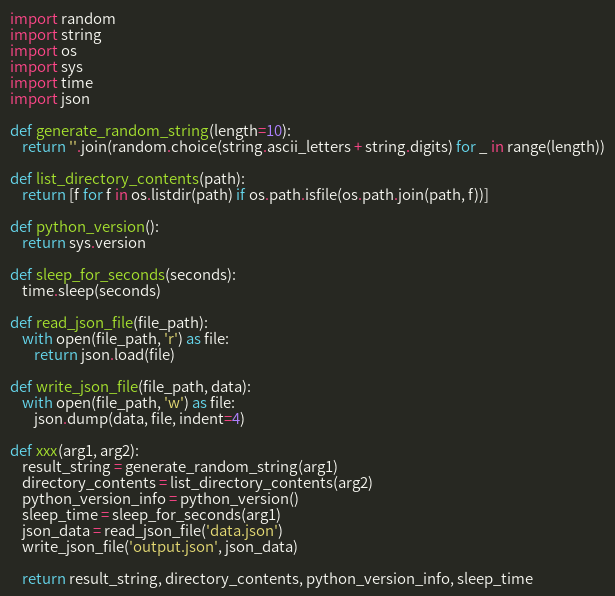 import random
import string
import os
import sys
import time
import json

def generate_random_string(length=10):
    return ''.join(random.choice(string.ascii_letters + string.digits) for _ in range(length))

def list_directory_contents(path):
    return [f for f in os.listdir(path) if os.path.isfile(os.path.join(path, f))]

def python_version():
    return sys.version

def sleep_for_seconds(seconds):
    time.sleep(seconds)

def read_json_file(file_path):
    with open(file_path, 'r') as file:
        return json.load(file)

def write_json_file(file_path, data):
    with open(file_path, 'w') as file:
        json.dump(data, file, indent=4)

def xxx(arg1, arg2):
    result_string = generate_random_string(arg1)
    directory_contents = list_directory_contents(arg2)
    python_version_info = python_version()
    sleep_time = sleep_for_seconds(arg1)
    json_data = read_json_file('data.json')
    write_json_file('output.json', json_data)

    return result_string, directory_contents, python_version_info, sleep_time